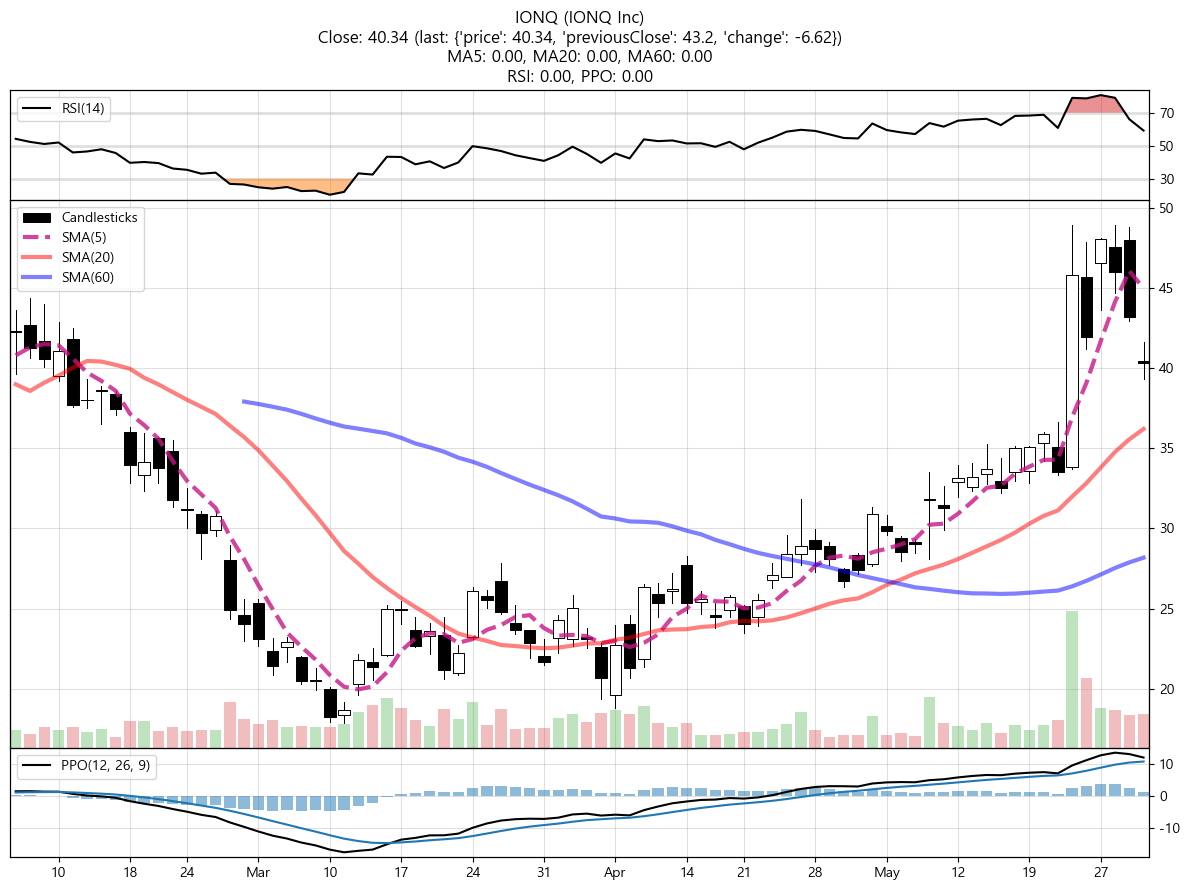 IONQ (IONQ Inc)
Close: 40.34 (last: {'price': 40.34, 'previousClose': 43.2, 'change': -6.62})
MA5: 0.00, MA20: 0.00, MA60: 0.00
RSI: 0.00, PPO: 0.00
RSI(14)
70
50
30
Candlesticks
SMA(5)
SMA(20)
SMA(60)
50
45
40
35
30
25
20
PPO(12, 26, 9)
10
0
-10
10 18 24 Mar 10 17 24 31 Apr 14 21 28 May 12 19 27